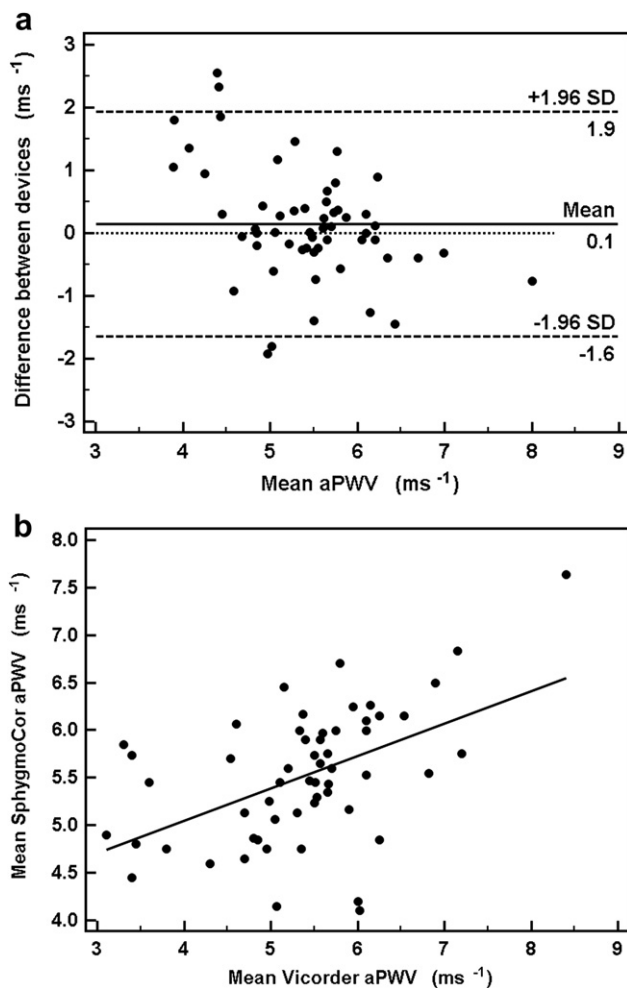 a
Difference between devices (ms -1)
3
2
1
0
-1
-2
-3
+1.96 SD
1.9
Mean
0.1
-1.96 SD
-1.6
3 4 5 6 7 8 9
Mean aPWV (ms -1)
b
Mean SphygmoCor aPWV (ms -1)
8.0
7.5
7.0
6.5
6.0
5.5
5.0
4.5
4.0
3 4 5 6 7 8 9
Mean Vicorder aPWV (ms -1)